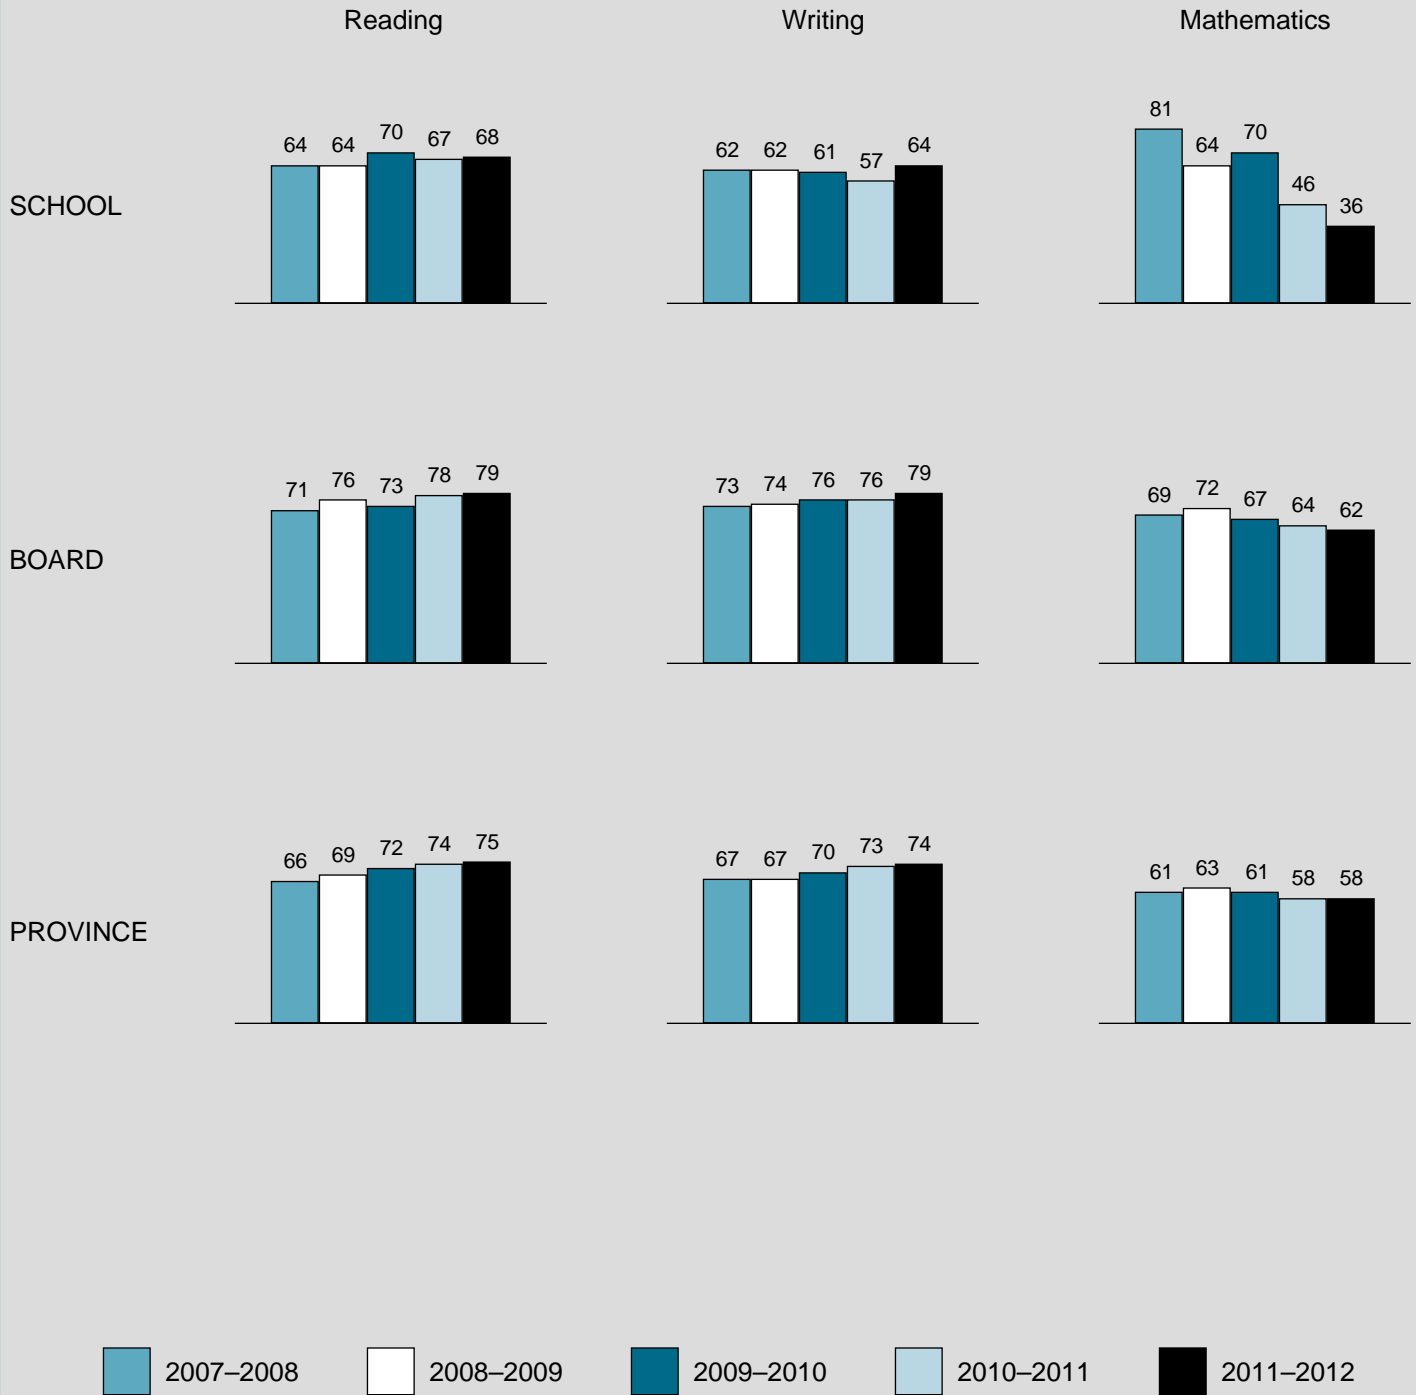 Reading Writing Mathematics
SCHOOL
64 64 70 67 68
62 62 61 57 64
81 64 70 46 36
BOARD
71 76 73 78 79
73 74 76 76 79
69 72 67 64 62
PROVINCE
66 69 72 74 75
67 67 70 73 74
61 63 61 58 58
2007–2008 2008–2009 2009–2010 2010–2011 2011–2012